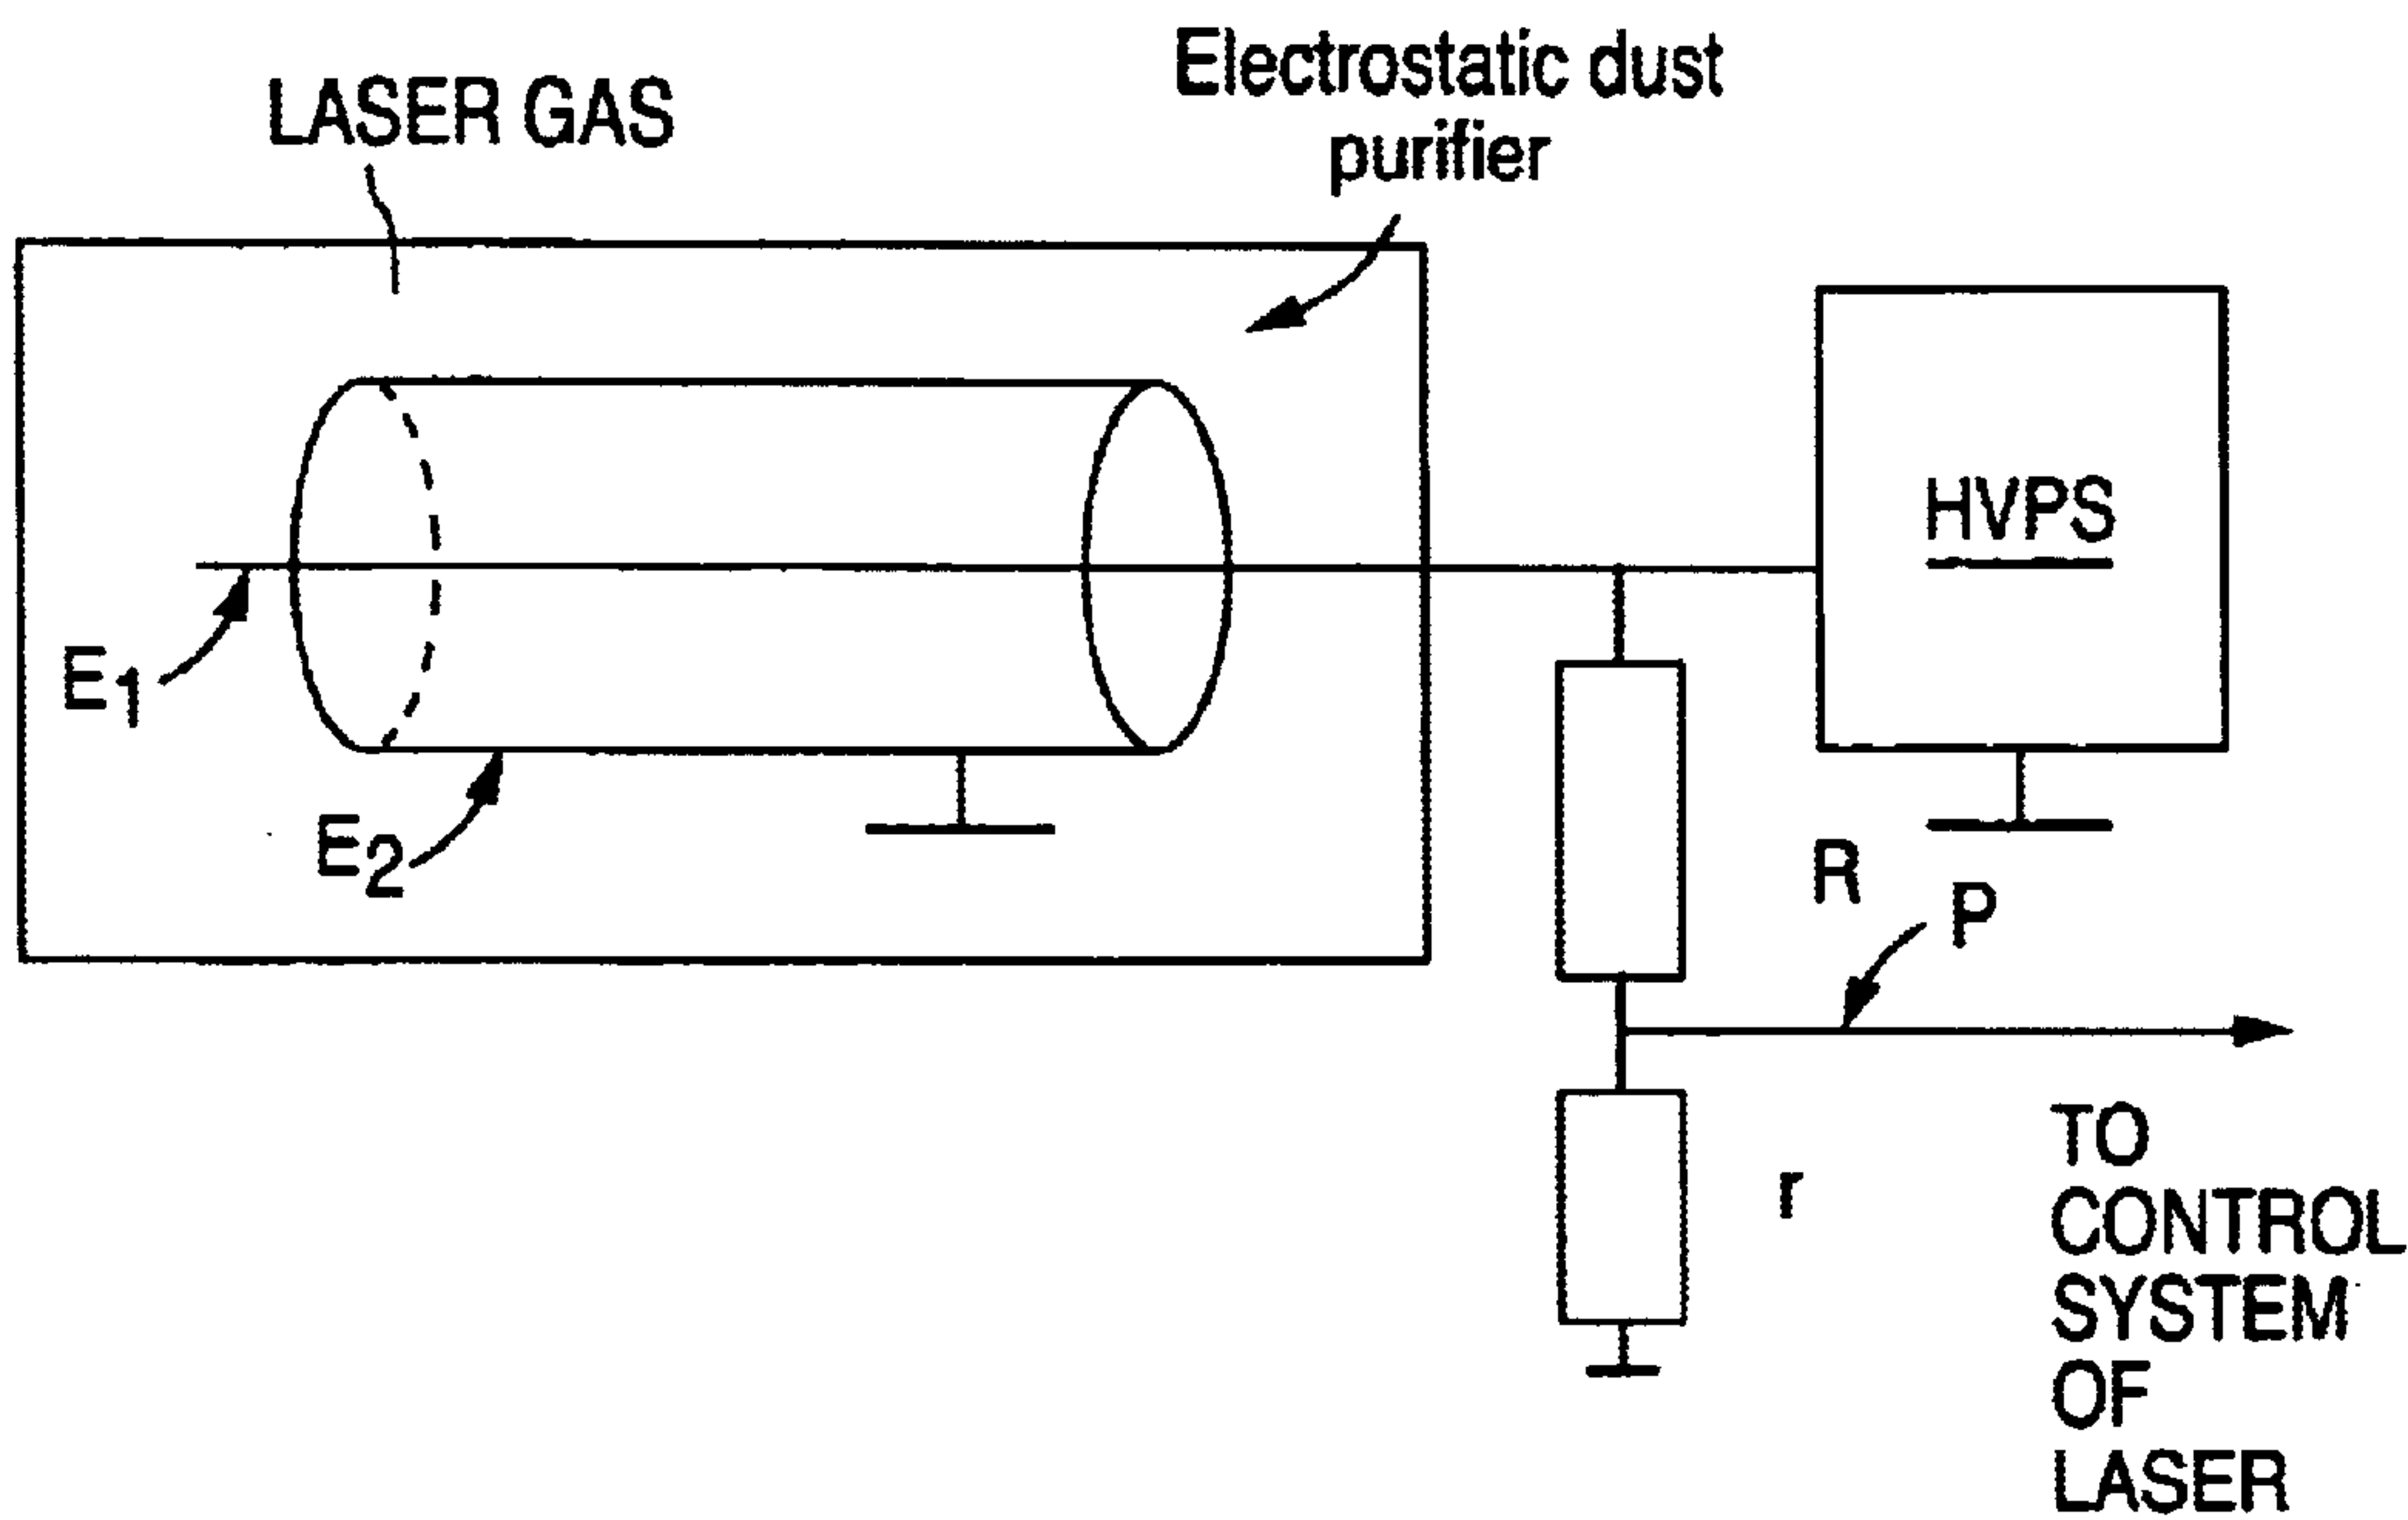 Electrostatic dust
purifier
LASER GAS
HVPS
E1
E2
R
P
r
TO
CONTROL
SYSTEM
OF
LASER